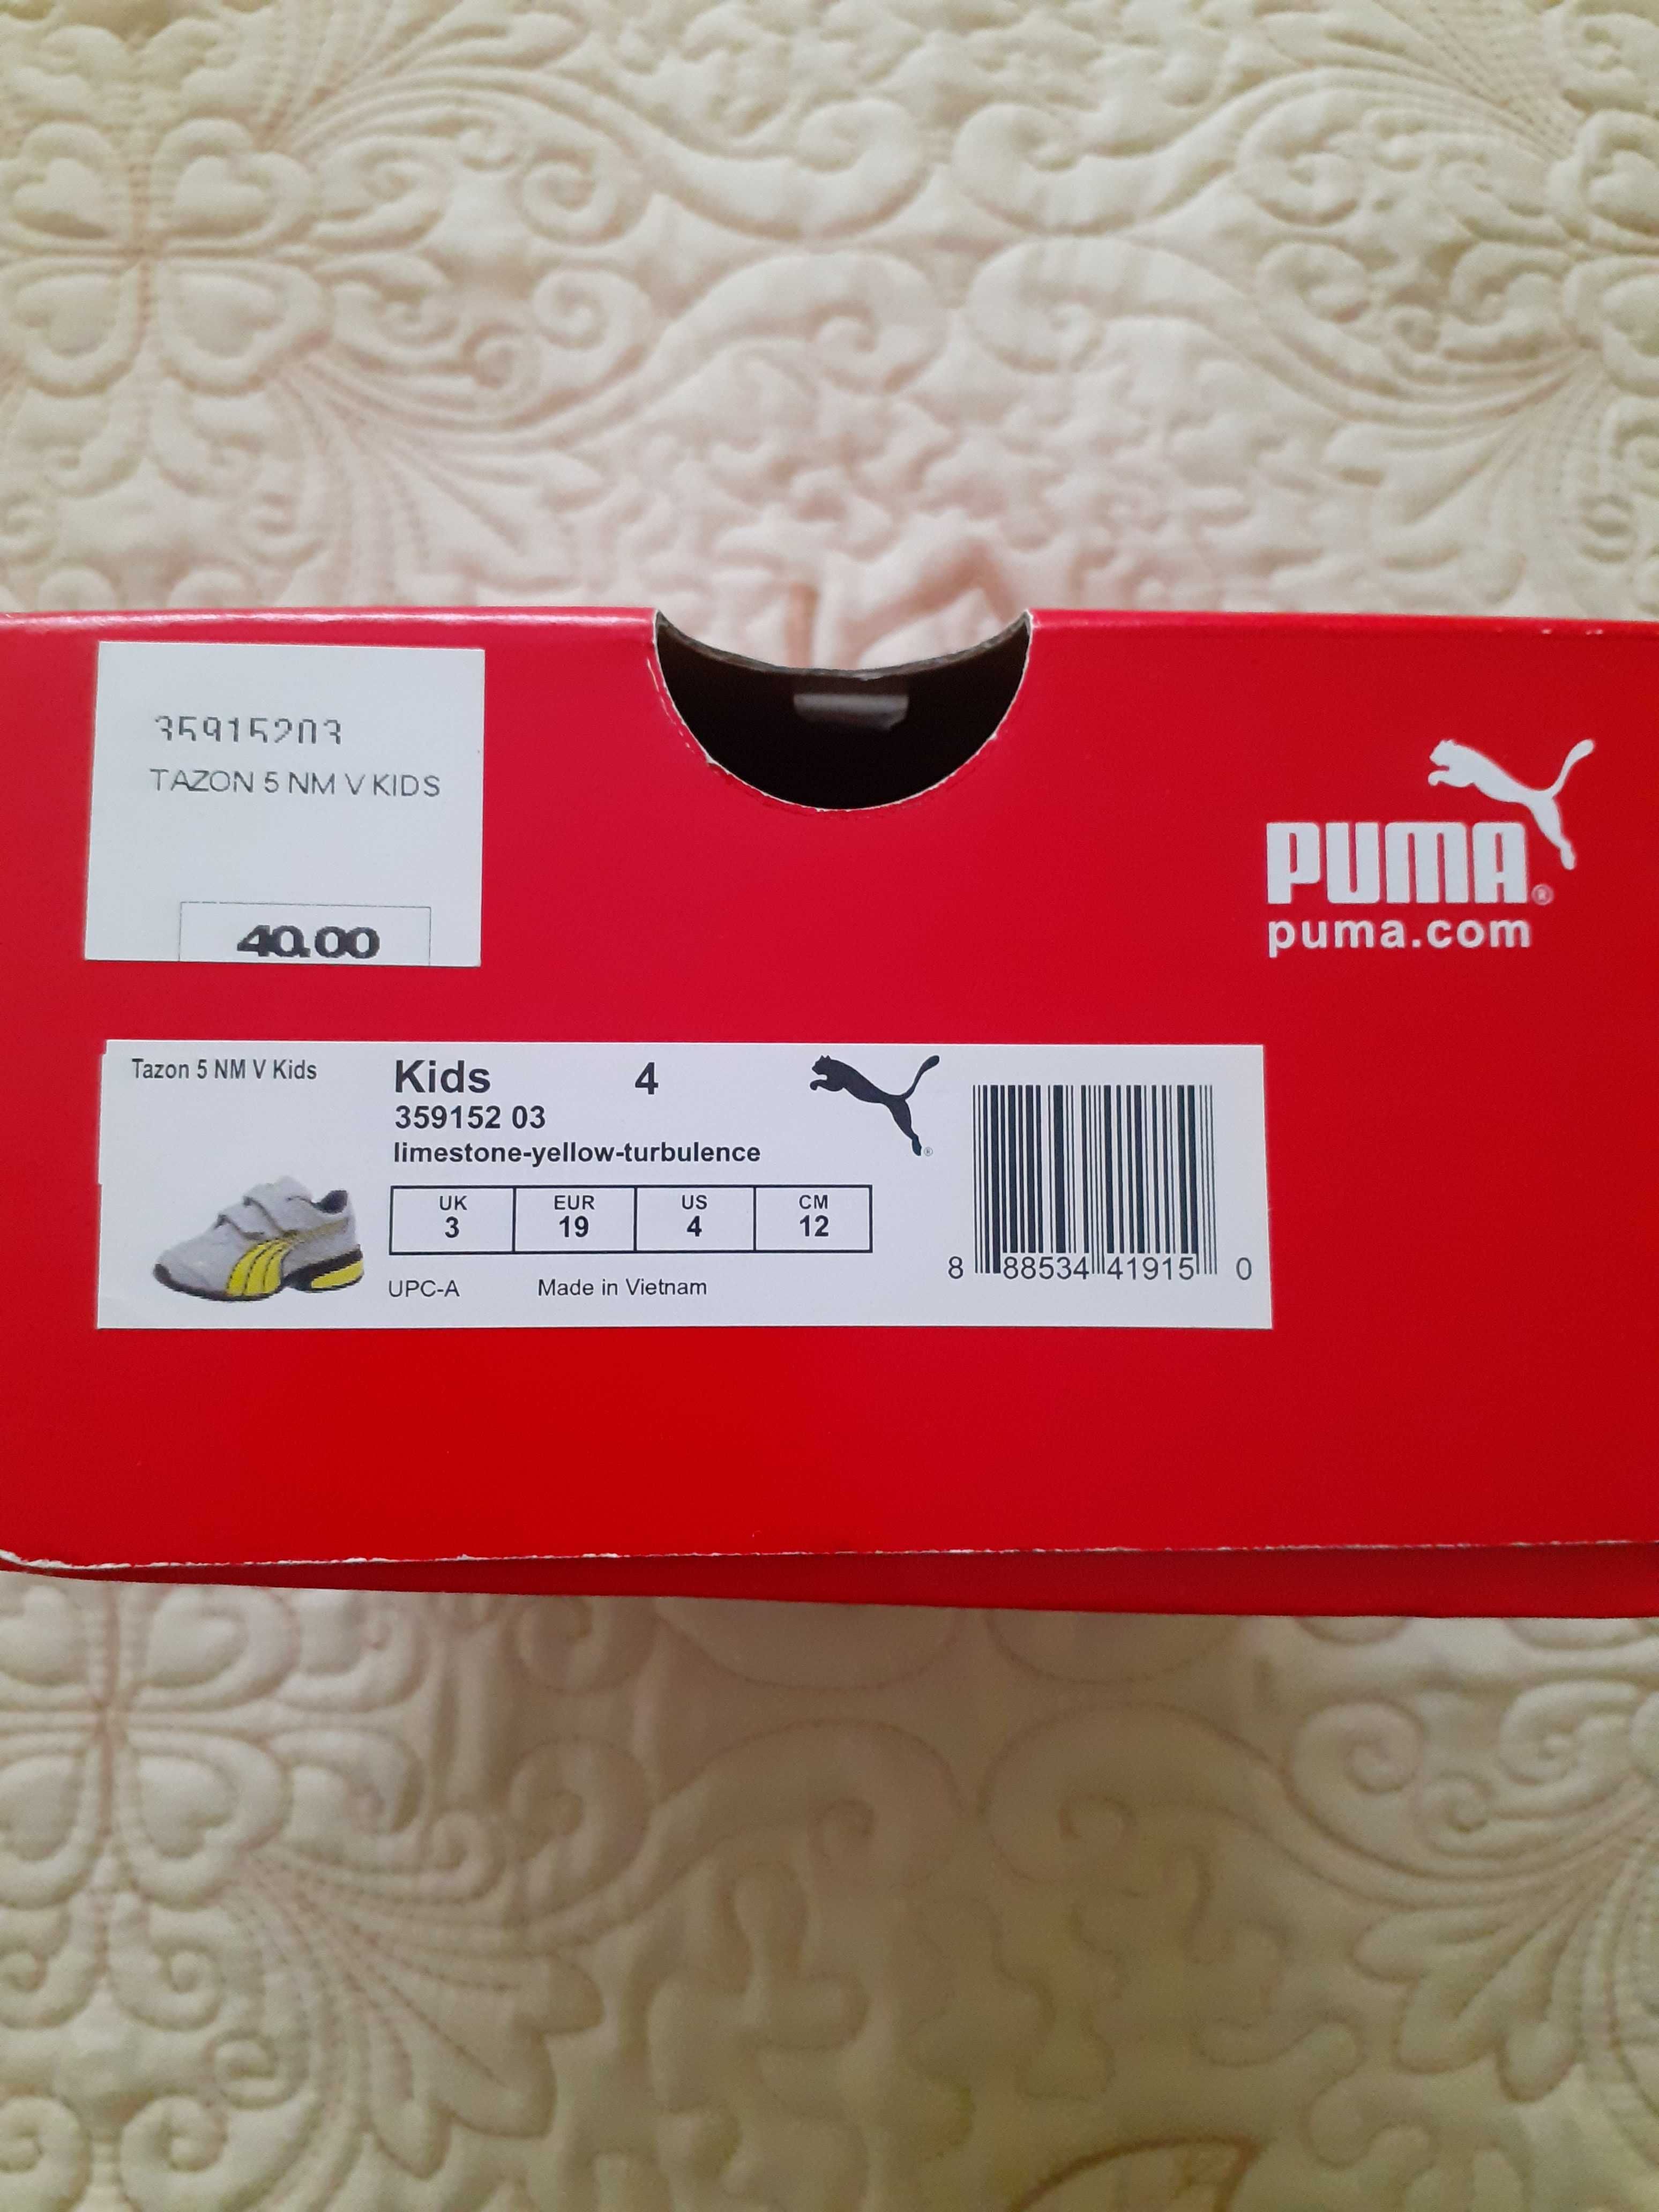 35915203
TAZON 5 NM V KIDS
40.00
PUMA®
puma.com
Tazon 5 NM V Kids
Kids 4
359152 03
limestone-yellow-turbulence
UK EUR US CM
3 19 4 12
UPC-A Made in Vietnam
®
8 88534 41915 0